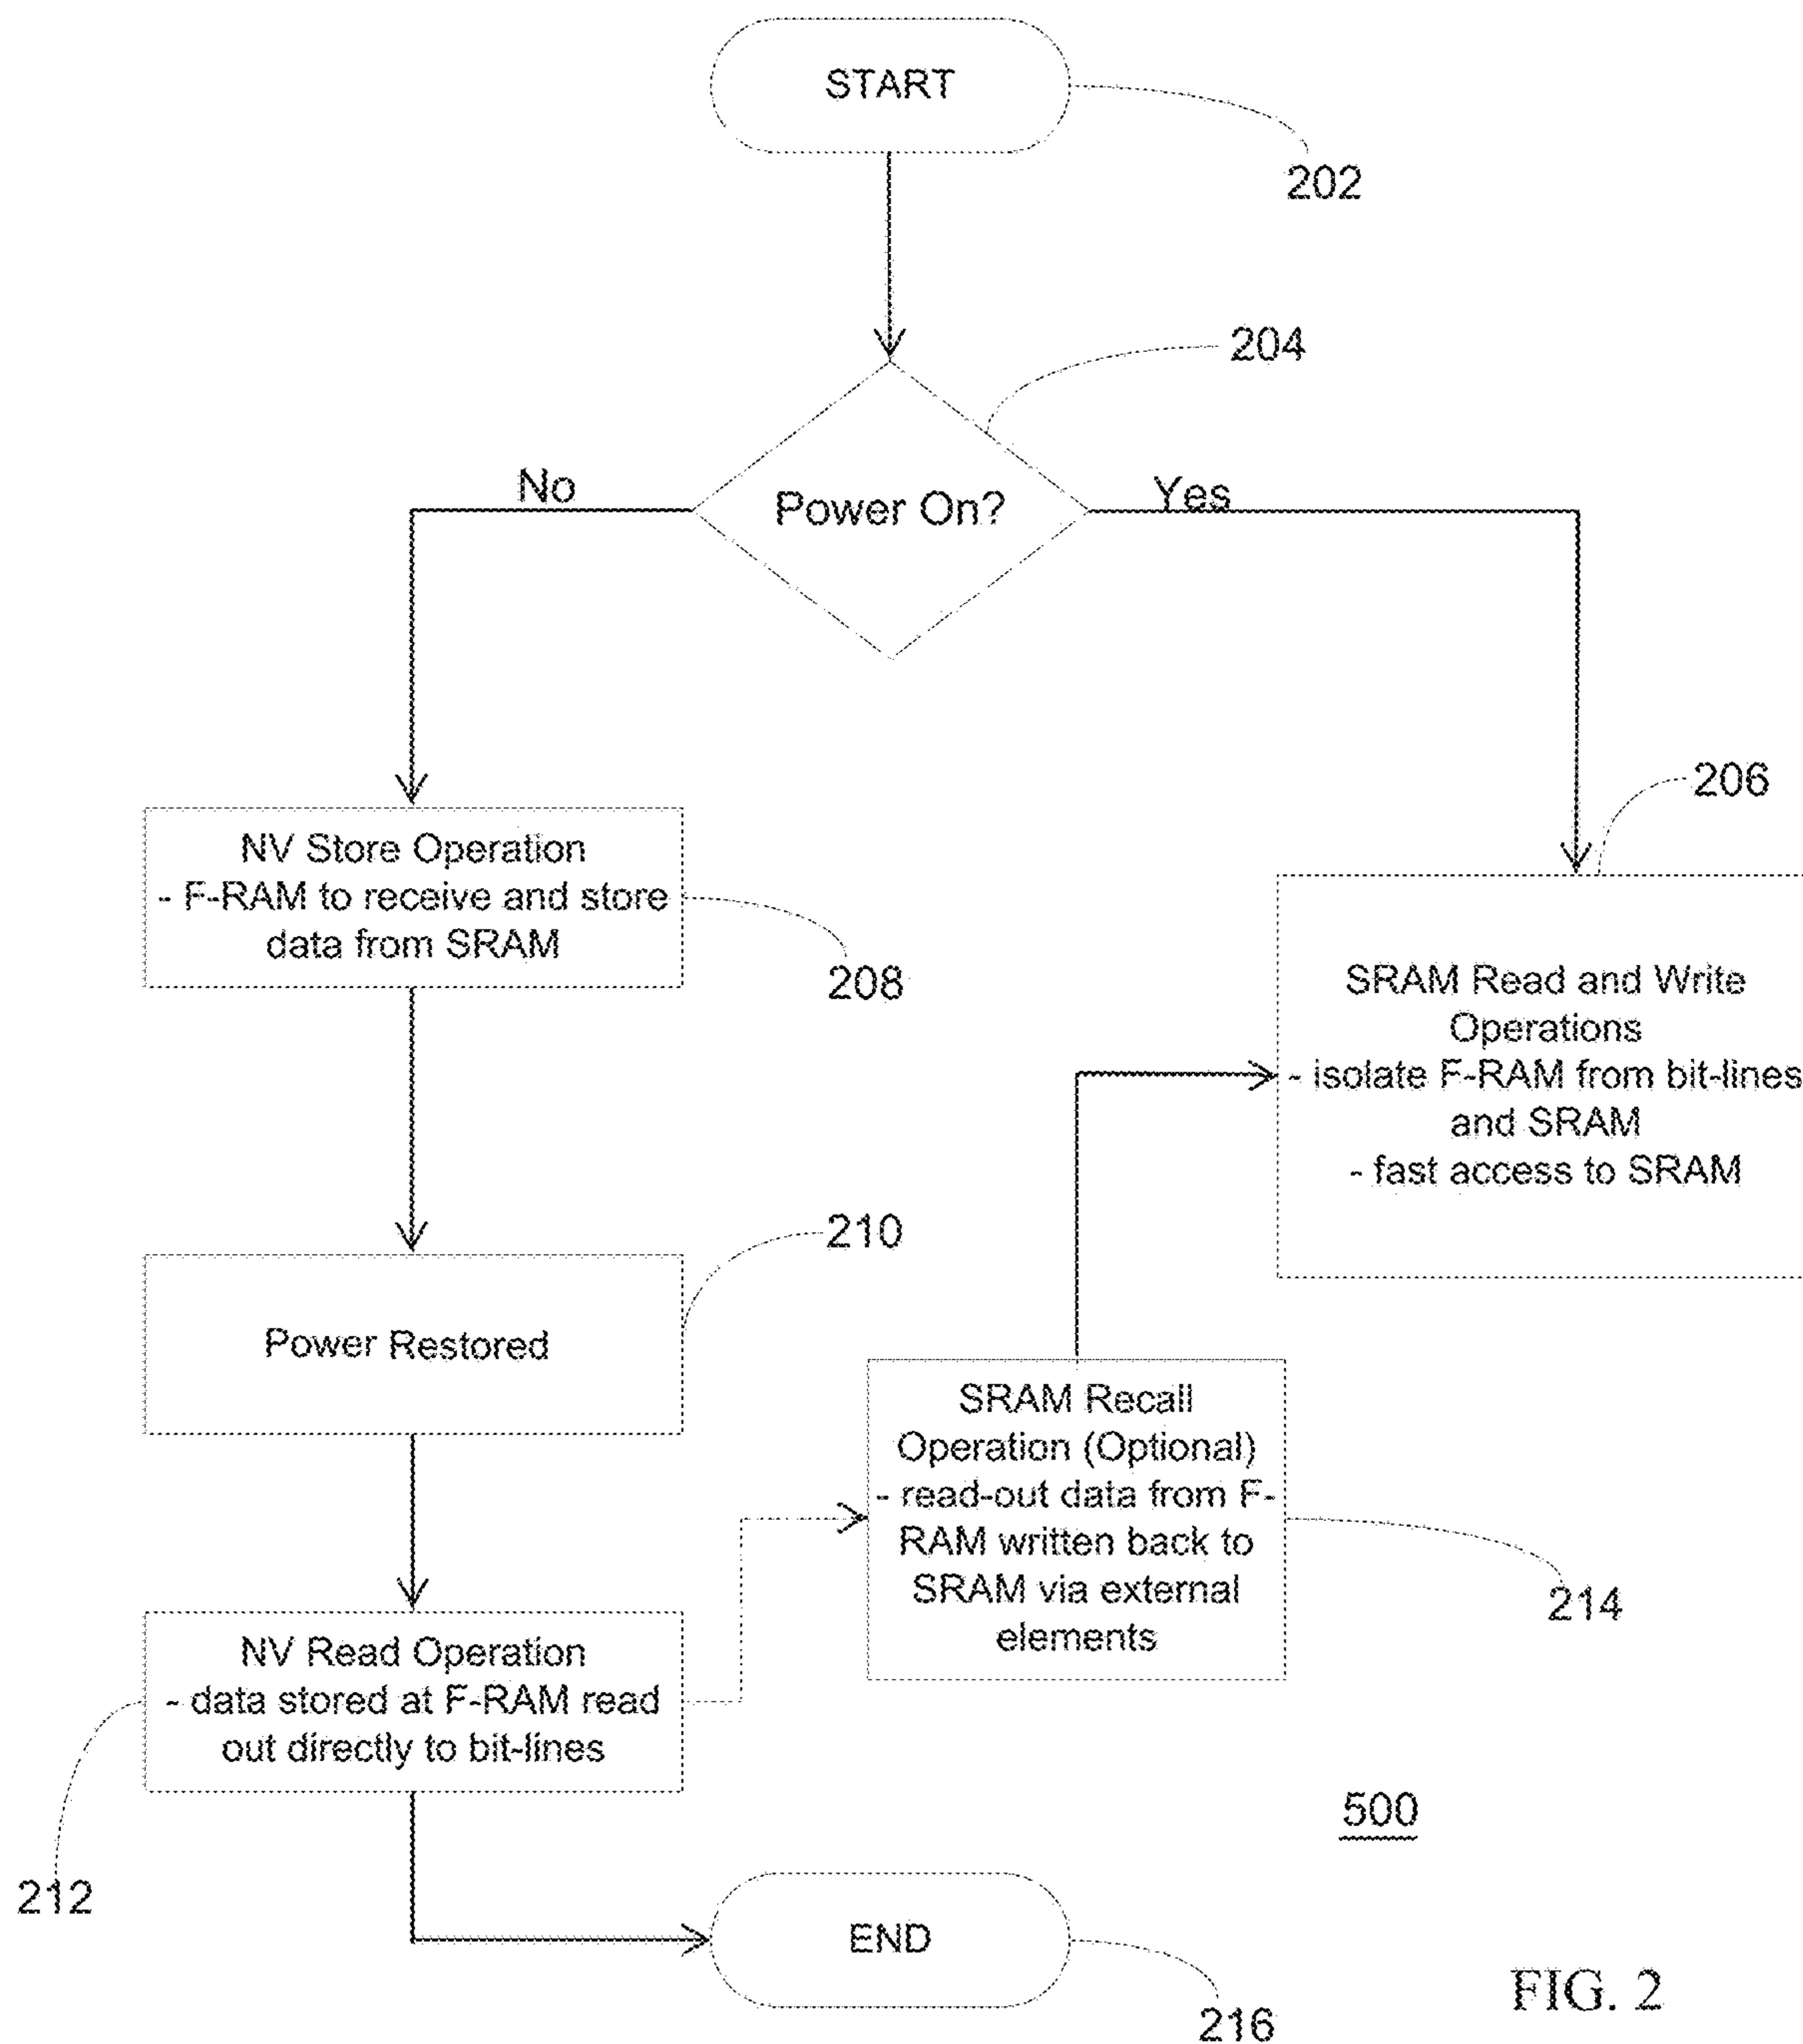 START
202
204
No
Yes
Power On?
206
NV Store Operation
- F-RAM to receive and store
data from SRAM
208
SRAM Read and Write
Operations
- isolate F-RAM from bit-lines
and SRAM
- fast access to SRAM
210
Power Restored
SRAM Recall
Operation (Optional)
- read-out data from F-
RAM written back to
SRAM via external
elements
214
NV Read Operation
- data stored at F-RAM read
out directly to bit-lines
212
500
END
216
FIG. 2